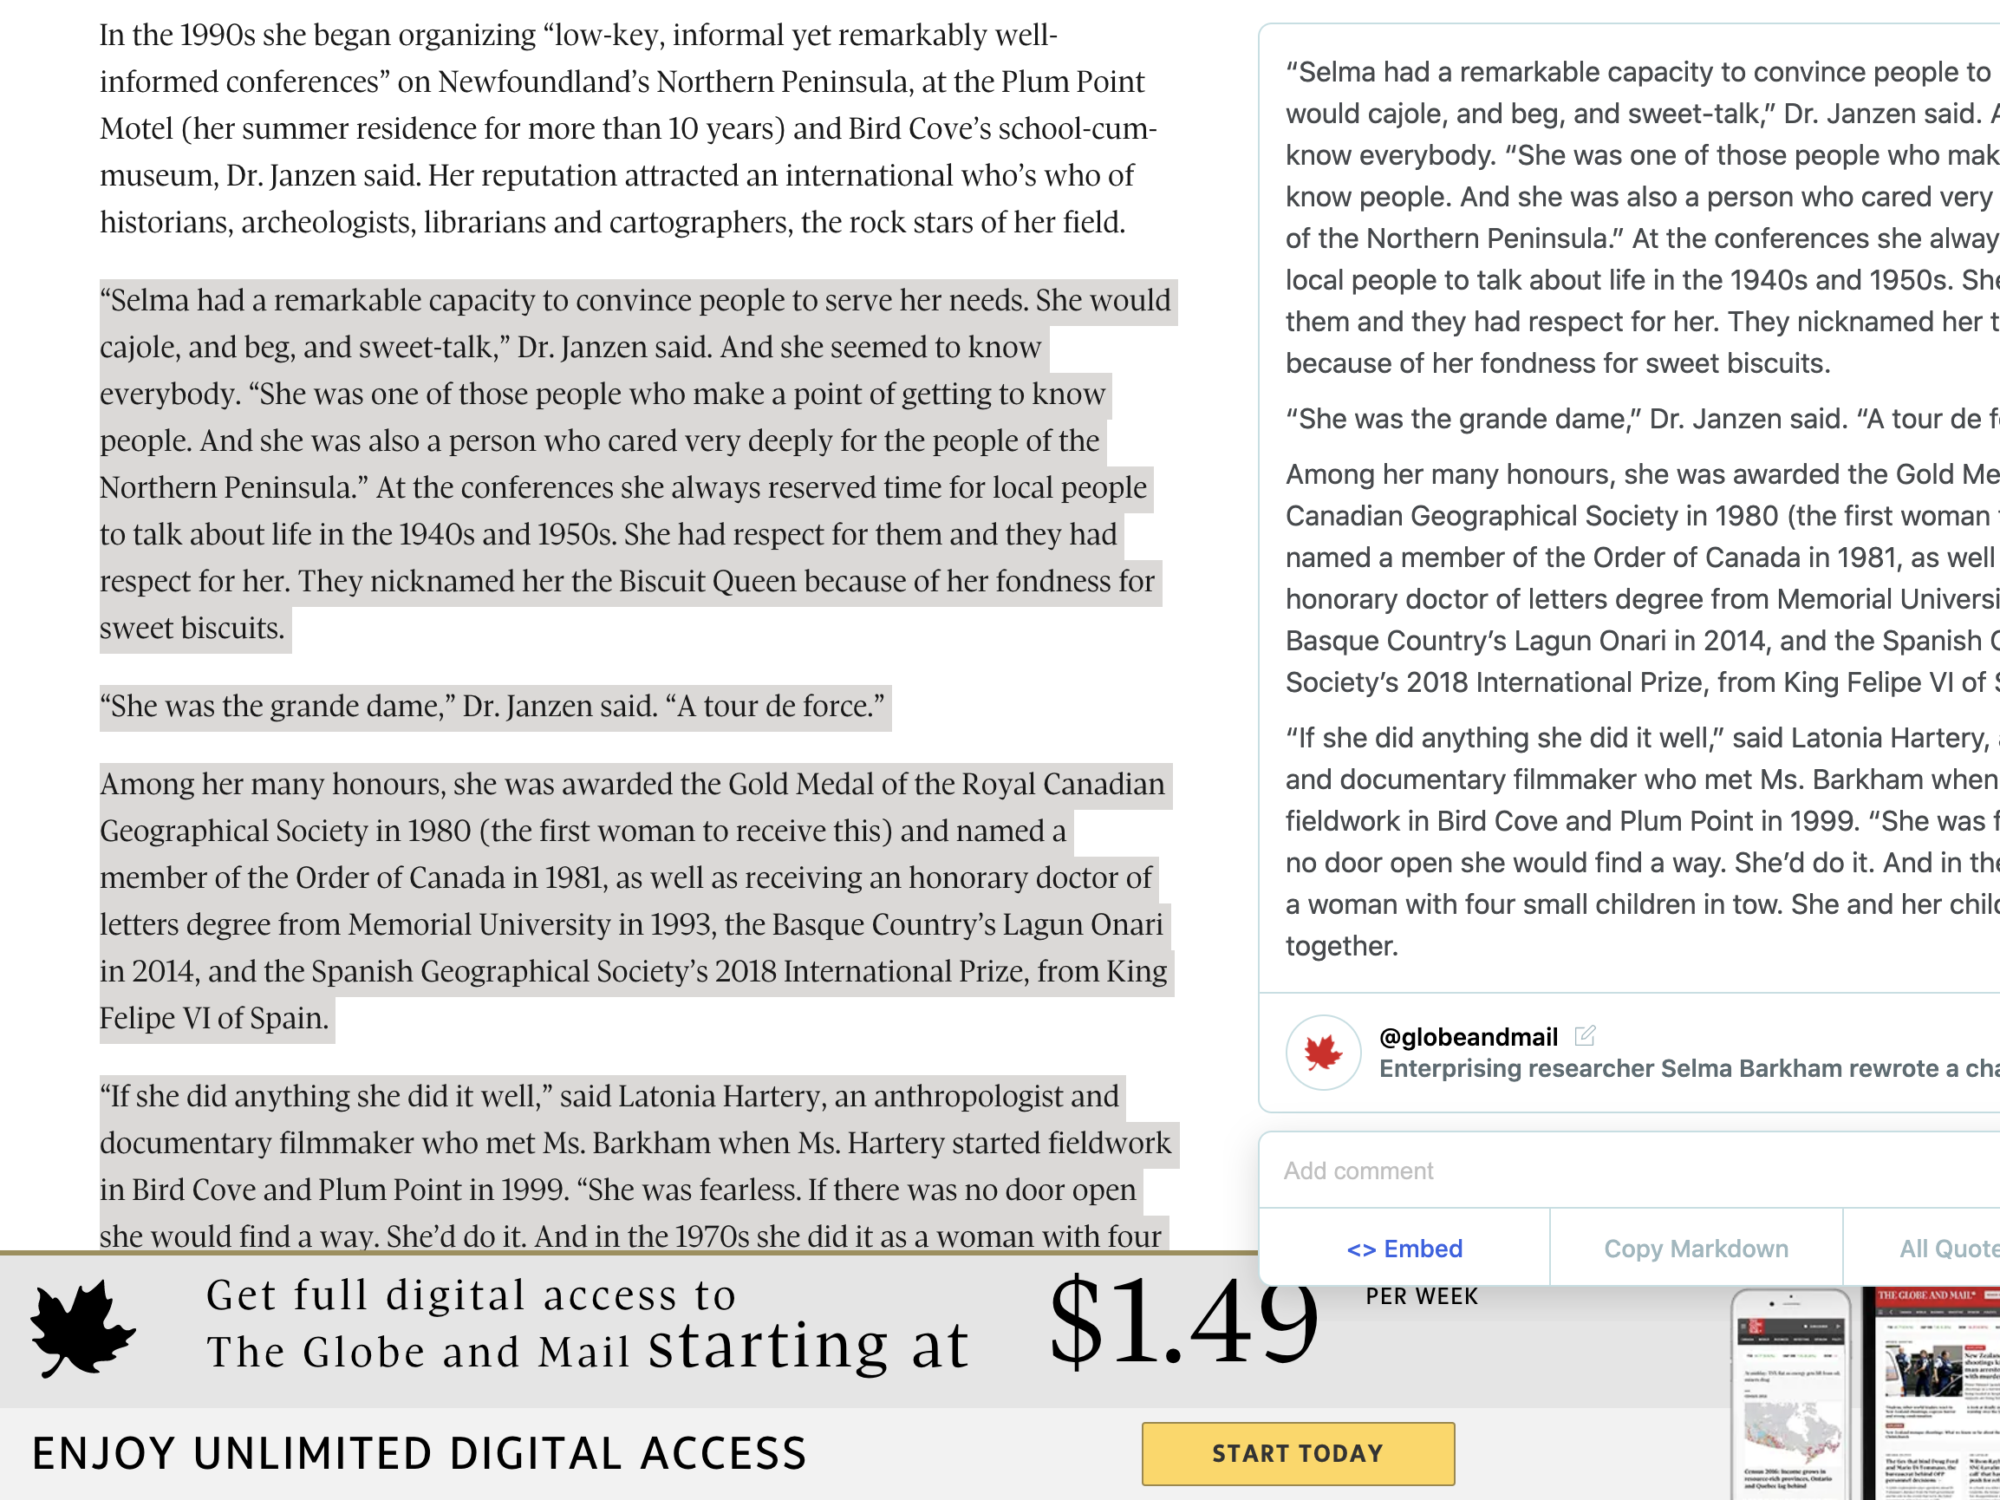 In the 1990s she began organizing “low-key, informal yet remarkably well-
informed conferences” on Newfoundland’s Northern Peninsula, at the Plum Point
Motel (her summer residence for more than 10 years) and Bird Cove’s school-cum-
museum, Dr. Janzen said. Her reputation attracted an international who’s who of
historians, archeologists, librarians and cartographers, the rock stars of her field.
“Selma had a remarkable capacity to convince people to serve her needs. She would
cajole, and beg, and sweet-talk,” Dr. Janzen said. And she seemed to know
everybody. “She was one of those people who make a point of getting to know
people. And she was also a person who cared very deeply for the people of the
Northern Peninsula.” At the conferences she always reserved time for local people
to talk about life in the 1940s and 1950s. She had respect for them and they had
respect for her. They nicknamed her the Biscuit Queen because of her fondness for
sweet biscuits.
“She was the grande dame,” Dr. Janzen said. “A tour de force.”
Among her many honours, she was awarded the Gold Medal of the Royal Canadian
Geographical Society in 1980 (the first woman to receive this) and named a
member of the Order of Canada in 1981, as well as receiving an honorary doctor of
letters degree from Memorial University in 1993, the Basque Country’s Lagun Onari
in 2014, and the Spanish Geographical Society’s 2018 International Prize, from King
Felipe VI of Spain.
“If she did anything she did it well,” said Latonia Hartery, an anthropologist and
documentary filmmaker who met Ms. Barkham when Ms. Hartery started fieldwork
in Bird Cove and Plum Point in 1999. “She was fearless. If there was no door open
she would find a way. She’d do it. And in the 1970s she did it as a woman with four
“Selma had a remarkable capacity to convince people to
would cajole, and beg, and sweet-talk,” Dr. Janzen said.
know everybody. “She was one of those people who mak
know people. And she was also a person who cared very
of the Northern Peninsula.” At the conferences she alway
local people to talk about life in the 1940s and 1950s. She
them and they had respect for her. They nicknamed her t
because of her fondness for sweet biscuits.
“She was the grande dame,” Dr. Janzen said. “A tour de f
Among her many honours, she was awarded the Gold Me
Canadian Geographical Society in 1980 (the first woman
named a member of the Order of Canada in 1981, as well
honorary doctor of letters degree from Memorial Universi
Basque Country’s Lagun Onari in 2014, and the Spanish G
Society’s 2018 International Prize, from King Felipe VI of S
“If she did anything she did it well,” said Latonia Hartery,
and documentary filmmaker who met Ms. Barkham when
fieldwork in Bird Cove and Plum Point in 1999. “She was f
no door open she would find a way. She’d do it. And in the
a woman with four small children in tow. She and her child
together.
@globeandmail
Enterprising researcher Selma Barkham rewrote a cha
Add comment
<> Embed
Copy Markdown
All Quote
Get full digital access to
The Globe and Mail starting at
$1.49
PER WEEK
THE GLOBE AND MAIL*
ENJOY UNLIMITED DIGITAL ACCESS
START TODAY
Census 2016: Income grows in
resource-rich provinces, Ontario
and Quebec lag behind